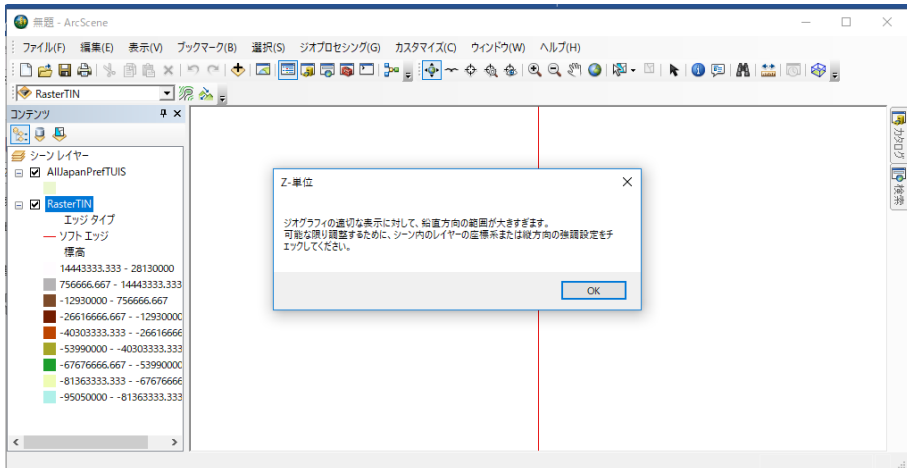 無題 - ArcScene
ファイル(F) 編集(E) 表示(V) ブックマーク(B) 選択(S) ジオプロセシング(G) カスタマイズ(C) ウィンドウ(W) ヘルプ(H)
RasterTIN
コンテンツ
シーン レイヤー
AllJapanPrefTUIS
RasterTIN
エッジ タイプ
ソフト エッジ
標高
14443333.333 - 28130000
756666.667 - 14443333.333
-12930000 - 756666.667
-26616666.667 - -12930000
-40303333.333 - -26616666
-53990000 - -40303333.333
-67676666.667 - -53990000
-81363333.333 - -67676666
-95050000 - -81363333.333
Z-単位
ジオグラフィの適切な表示に対して、鉛直方向の範囲が大きすぎます。
可能な限り調整するために、シーン内のレイヤーの座標系または縦方向の強調設定をチ
ェックしてください。
OK
カタログ
検索